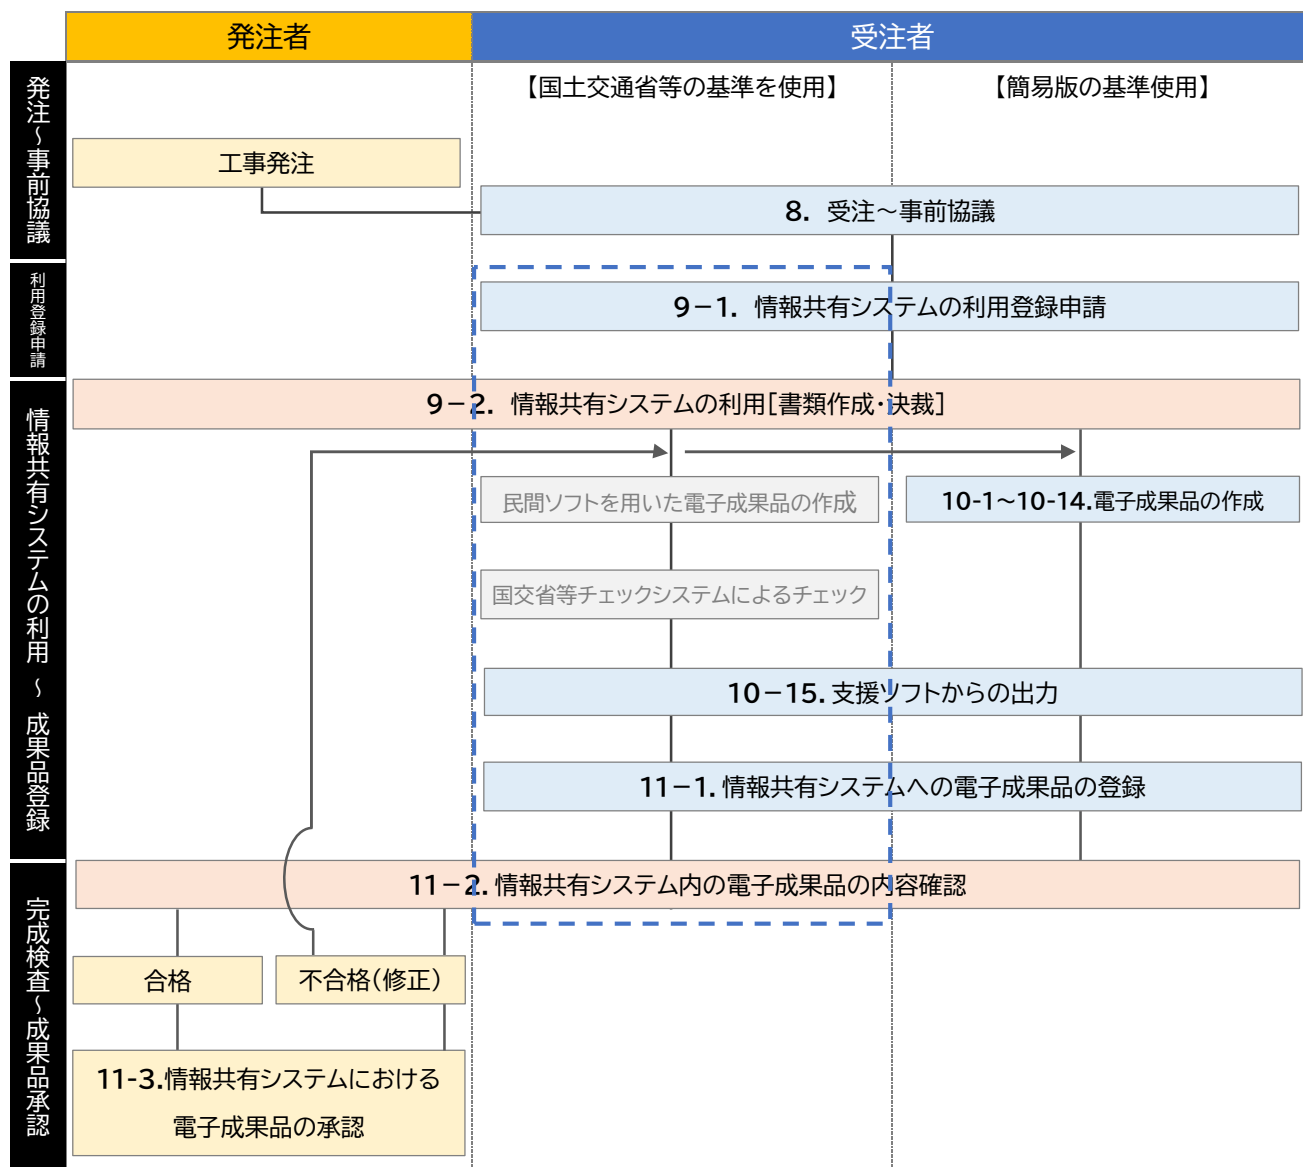 発注者
受注者
発注～事前協議
【国土交通省等の基準を使用】
【簡易版の基準使用】
工事発注
8． 受注～事前協議
利用登録申請
9－1． 情報共有システムの利用登録申請
情報共有システムの利用 ～ 成果品登録
9－2． 情報共有システムの利用［書類作成・決裁］
民間ソフトを用いた電子成果品の作成
10-1～10-14.電子成果品の作成
国交省等チェックシステムによるチェック
10－15．支援ソフトからの出力
11－1．情報共有システムへの電子成果品の登録
完成検査～成果品承認
11－2．情報共有システム内の電子成果品の内容確認
合格
不合格（修正）
11-3.情報共有システムにおける
電子成果品の承認